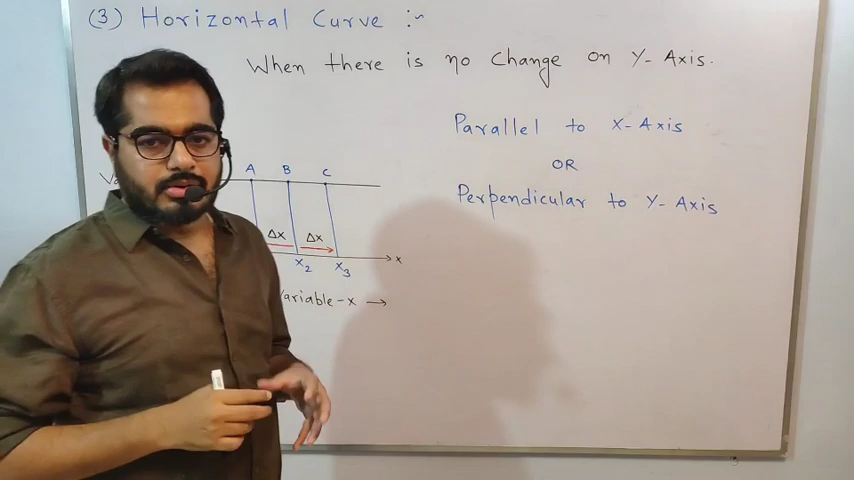 (3) Horizontal Curve :~
When there is no change on Y-Axis.
Parallel to X-Axis
OR
Perpendicular to Y-Axis
A B C
Δx Δx
x
X2 X3
Variable-x →